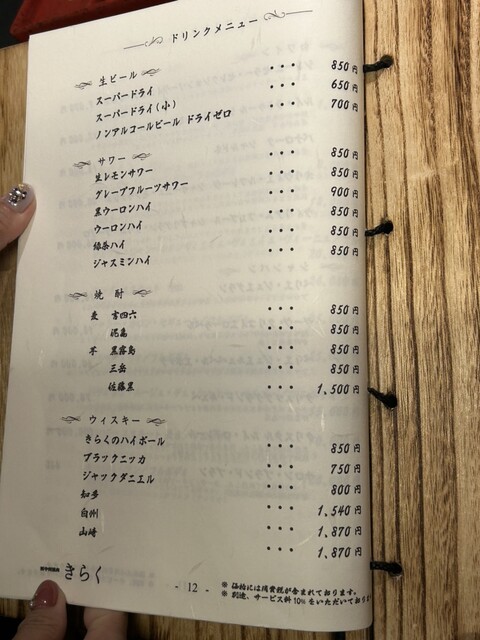 ドリンクメニュー
生ビール
スーパードライ ・・・ 850円
スーパードライ(小) ・・・ 650円
ノンアルコールビール ドライゼロ ・・・ 700円
サワー
生レモンサワー ・・・ 850円
グレープフルーツサワー ・・・ 850円
黒ウーロンハイ ・・・ 900円
ウーロンハイ ・・・ 850円
緑茶ハイ ・・・ 850円
ジャスミンハイ ・・・ 850円
焼 酎
麦 吉四六 ・・・ 850円
泥亀 ・・・ 850円
芋 黒霧島 ・・・ 850円
三岳 ・・・ 850円
佐藤黒 ・・・ 1,500円
ウィスキー
きらくのハイボール ・・・ 850円
ブラックニッカ ・・・ 750円
ジャックダニエル ・・・ 800円
知多 ・・・ 1,540円
白州 ・・・ 1,870円
山崎 ・・・ 1,870円
きらく
- 12 -
※ 価格には消費税が含まれております。
※ 別途、サービス料10%をいただいており